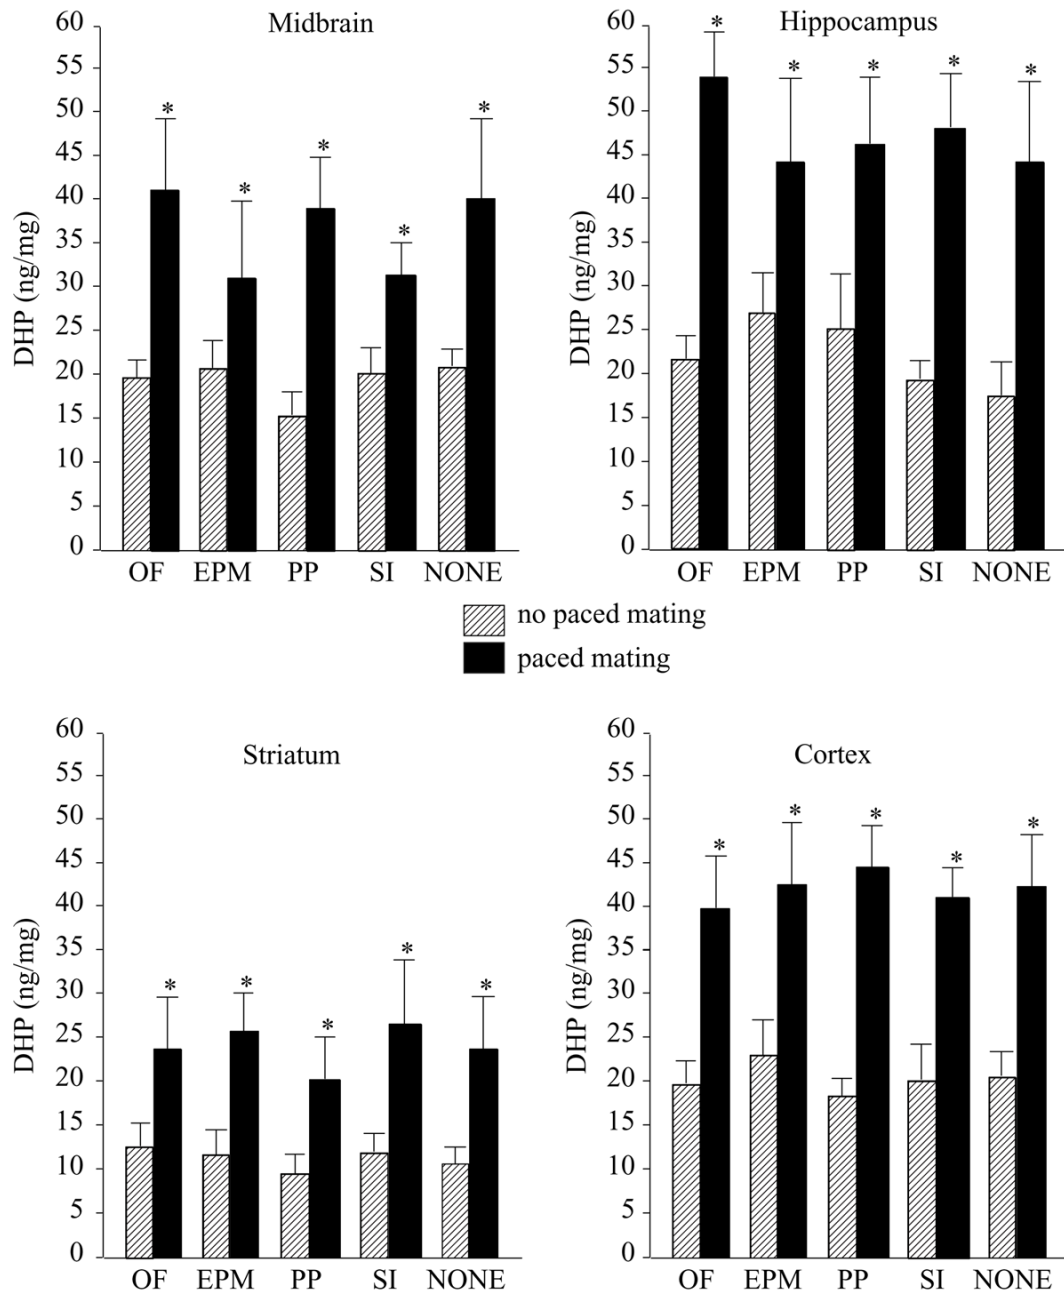 Midbrain
60
55
50
45
40
35
30
25
20
15
10
5
0
DHP (ng/mg)
* * * * *
OF EPM PP SI NONE
Hippocampus
60
55
50
45
40
35
30
25
20
15
10
5
0
DHP (ng/mg)
* * * * *
OF EPM PP SI NONE
no paced mating
paced mating
Striatum
60
55
50
45
40
35
30
25
20
15
10
5
0
DHP (ng/mg)
* * * * *
OF EPM PP SI NONE
Cortex
60
55
50
45
40
35
30
25
20
15
10
5
0
DHP (ng/mg)
* * * * *
OF EPM PP SI NONE